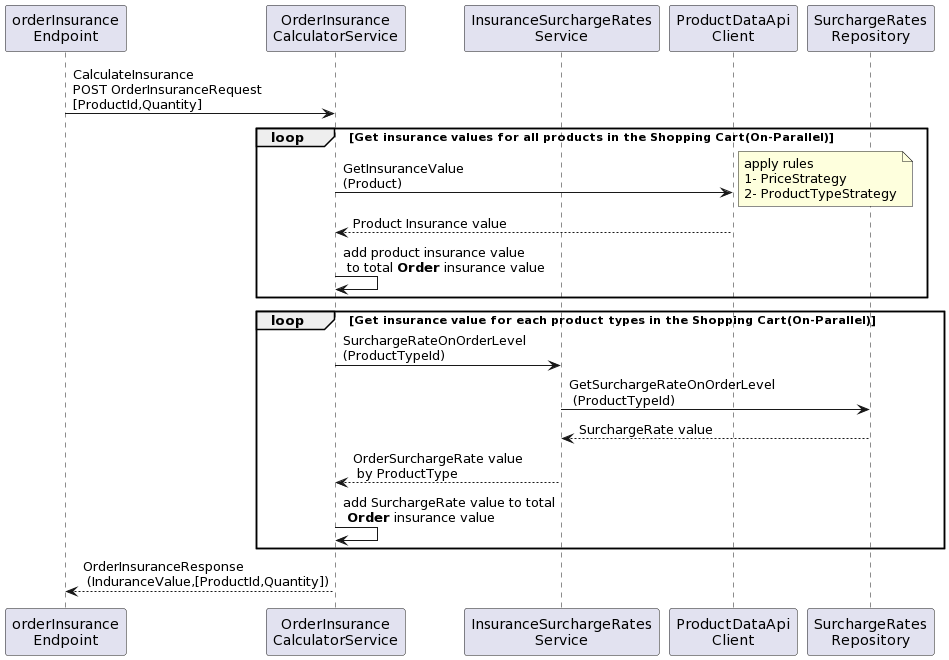 orderInsurance
Endpoint
OrderInsurance
CalculatorService
InsuranceSurchargeRates
Service
ProductDataApi
Client
SurchargeRates
Repository
CalculateInsurance
POST OrderInsuranceRequest
[ProductId,Quantity]
loop
[Get insurance values for all products in the Shopping Cart(On-Parallel)]
GetInsuranceValue
(Product)
apply rules
1- PriceStrategy
2- ProductTypeStrategy
Product Insurance value
add product insurance value
to total Order insurance value
loop
[Get insurance value for each product types in the Shopping Cart(On-Parallel)]
SurchargeRateOnOrderLevel
(ProductTypeId)
GetSurchargeRateOnOrderLevel
(ProductTypeId)
SurchargeRate value
OrderSurchargeRate value
by ProductType
add SurchargeRate value to total
Order insurance value
OrderInsuranceResponse
(InduranceValue,[ProductId,Quantity])
orderInsurance
Endpoint
OrderInsurance
CalculatorService
InsuranceSurchargeRates
Service
ProductDataApi
Client
SurchargeRates
Repository